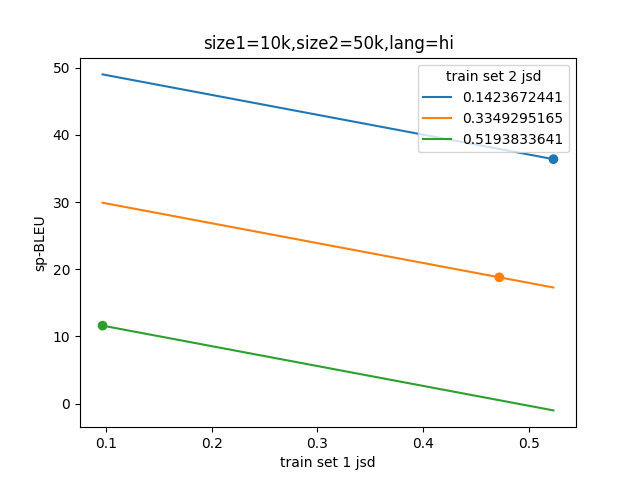 size1=10k,size2=50k,lang=hi
train set 2 jsd
0.1423672441
0.3349295165
0.5193833641
50
40
30
20
10
0
sp-BLEU
0.1 0.2 0.3 0.4 0.5
train set 1 jsd